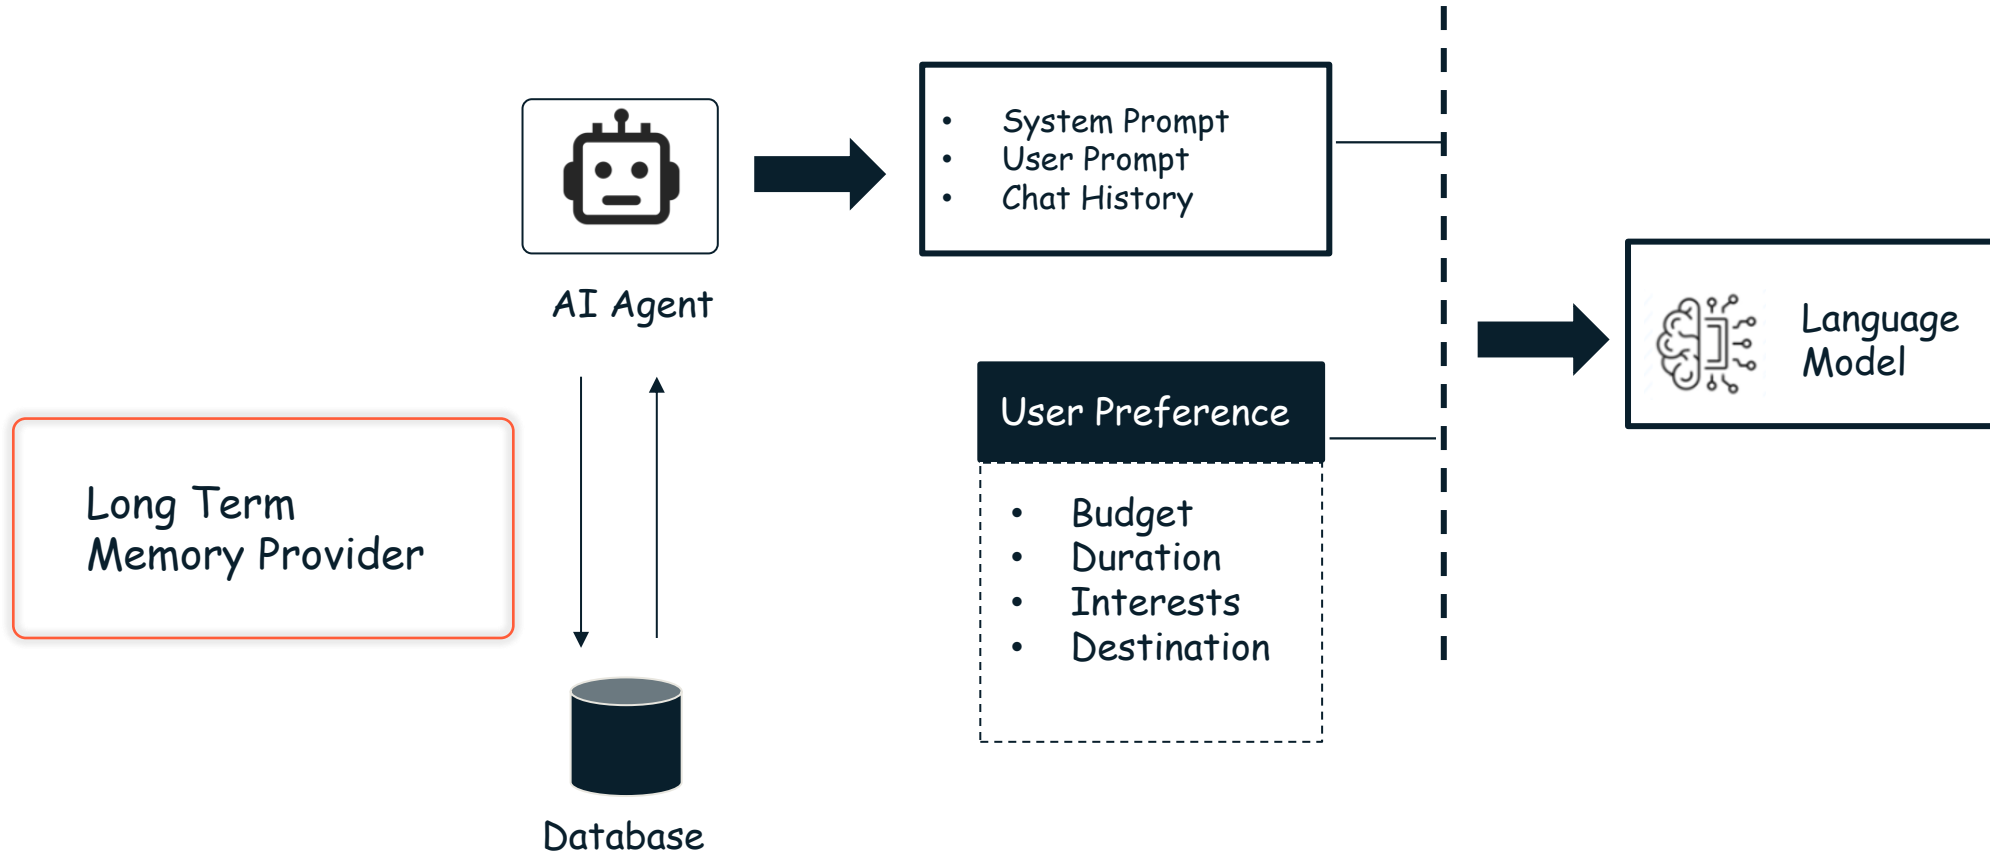 System Prompt
User Prompt
Chat History
AI Agent
Language
Model
User Preference
Long Term
Memory Provider
Budget
Duration
Interests
Destination
Database